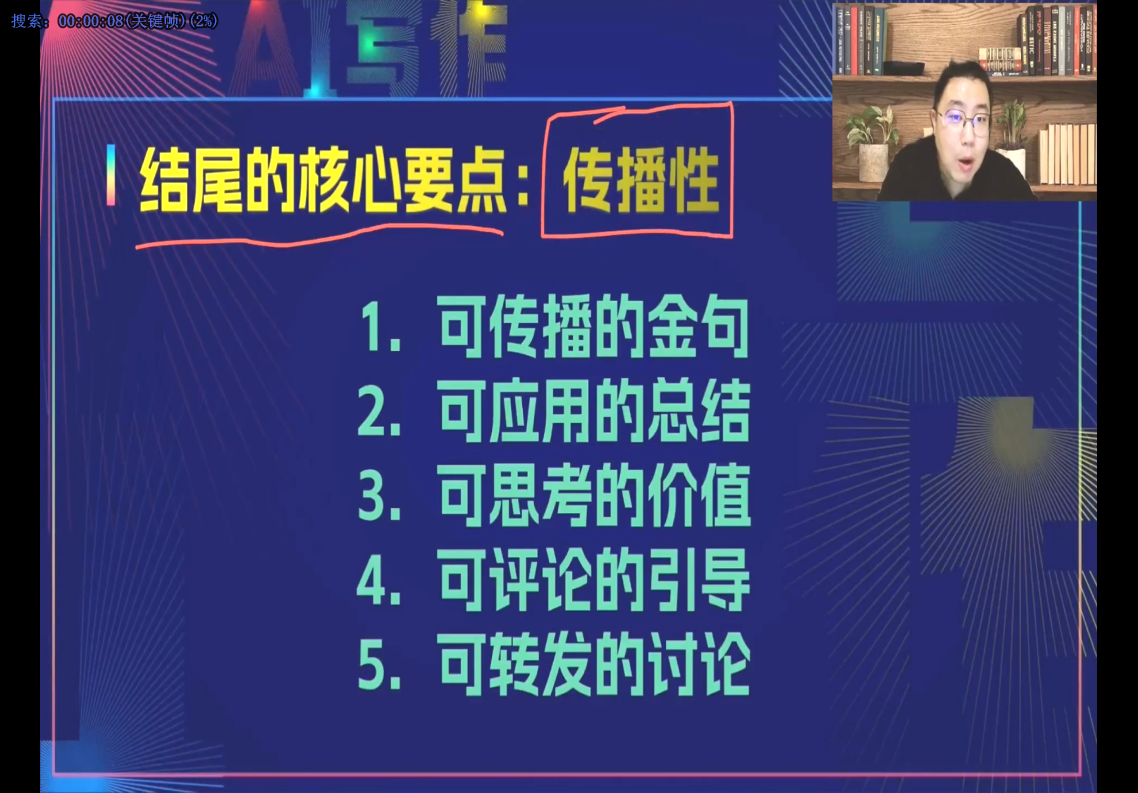 搜索: 00:00:08(关键帧)(2%)
AI写作
结尾的核心要点：传播性
1. 可传播的金句
2. 可应用的总结
3. 可思考的价值
4. 可评论的引导
5. 可转发的讨论